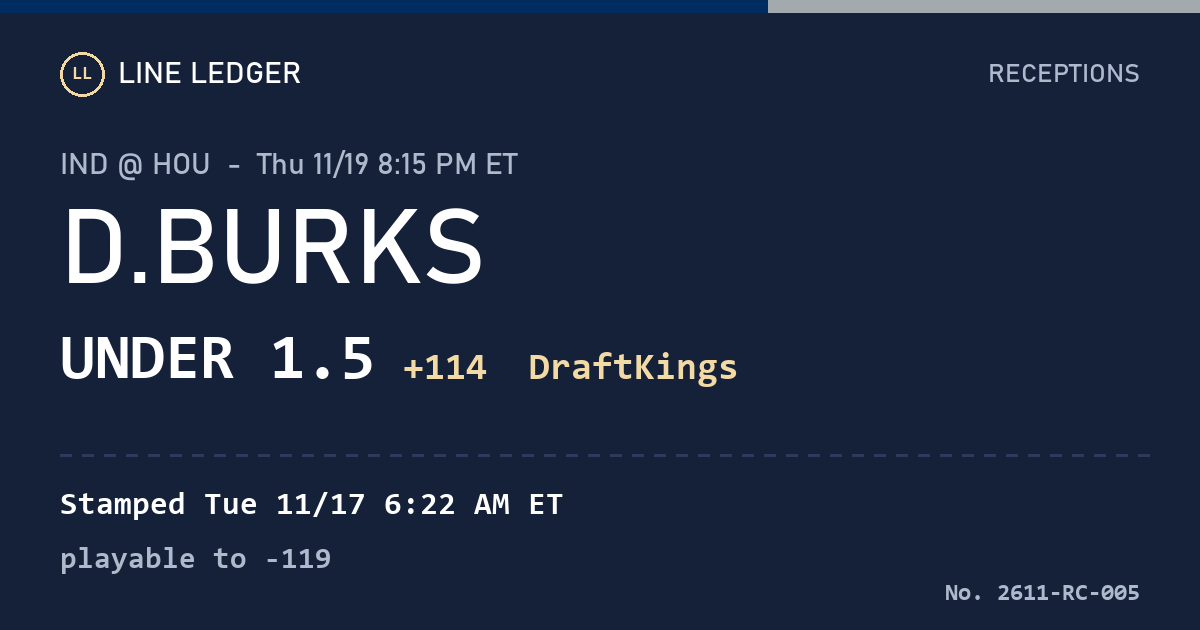 LL LINE LEDGER
RECEPTIONS
IND @ HOU - Thu 11/19 8:15 PM ET
D.BURKS
UNDER 1.5 +114 DraftKings
Stamped Tue 11/17 6:22 AM ET
playable to -119
No. 2611-RC-005